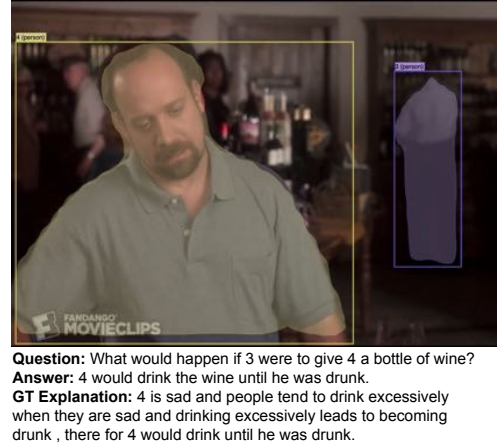 4 (person)
3 (person)
FANDANGO
MOVIECLIPS
Question: What would happen if 3 were to give 4 a bottle of wine?
Answer: 4 would drink the wine until he was drunk.
GT Explanation: 4 is sad and people tend to drink excessively
when they are sad and drinking excessively leads to becoming
drunk , there for 4 would drink until he was drunk.